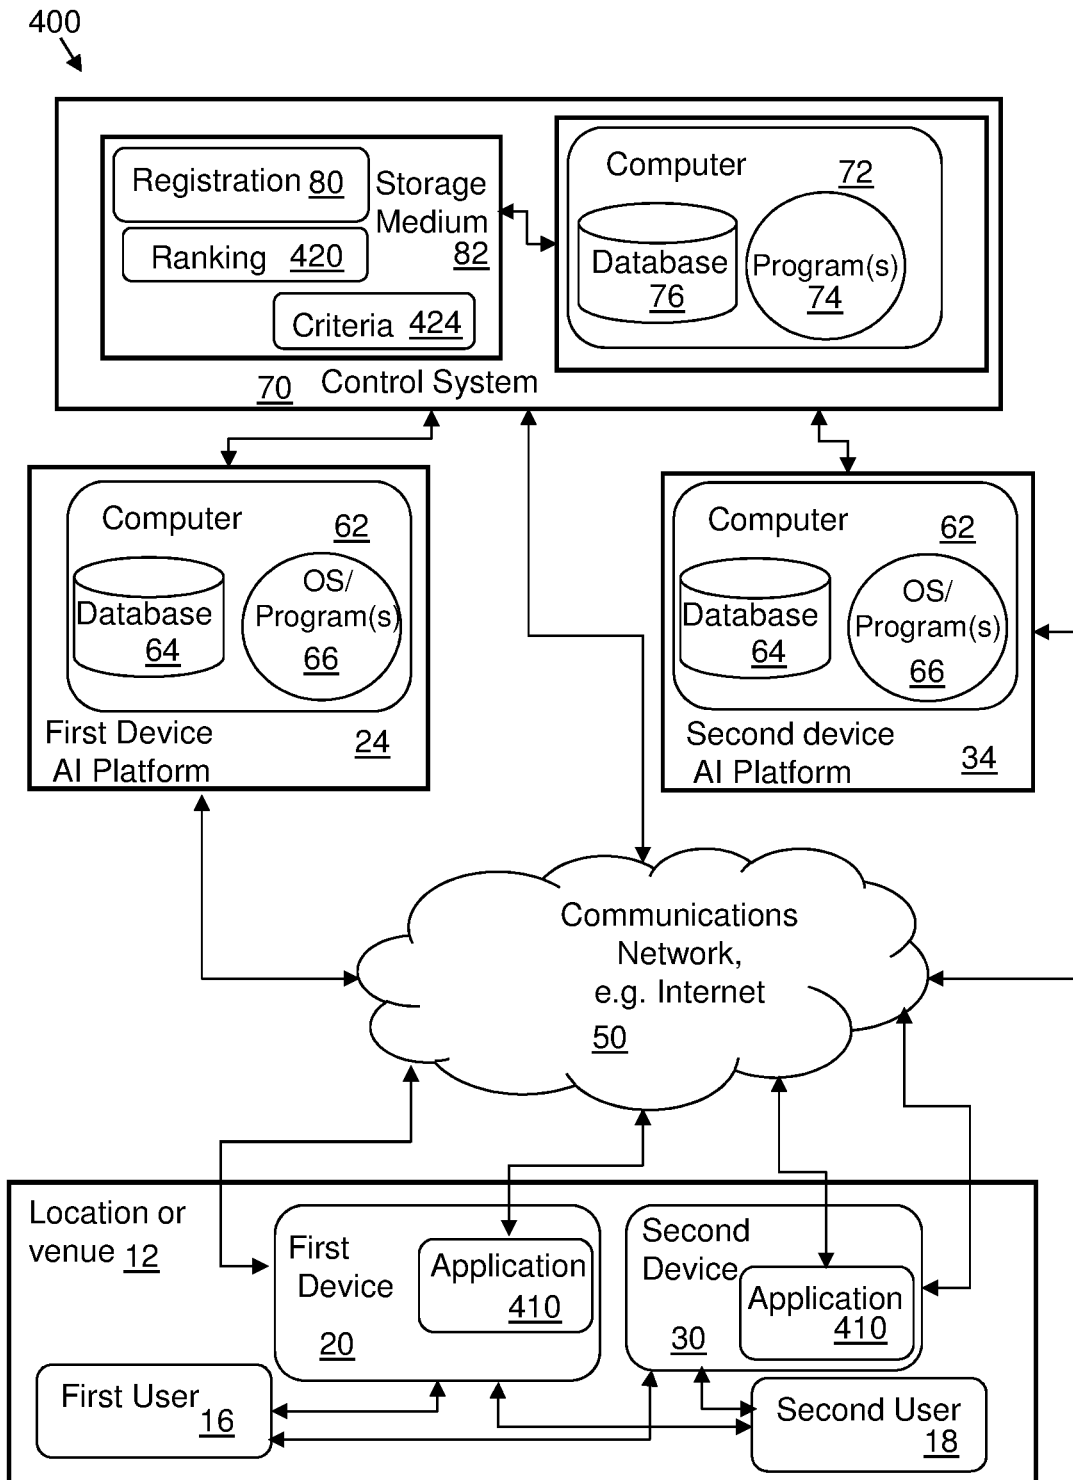 400
Registration 80
Storage
Medium
82
Ranking 420
Criteria 424
Computer
72
Database
76
Program(s)
74
70 Control System
Computer
62
Database
64
OS/
Program(s)
66
First Device
AI Platform
24
Computer
62
Database
64
OS/
Program(s)
66
Second device
AI Platform
34
Communications
Network,
e.g. Internet
50
Location or
venue 12
First
Device
20
Application
410
Second
Device
30
Application
410
First User
16
Second User
18